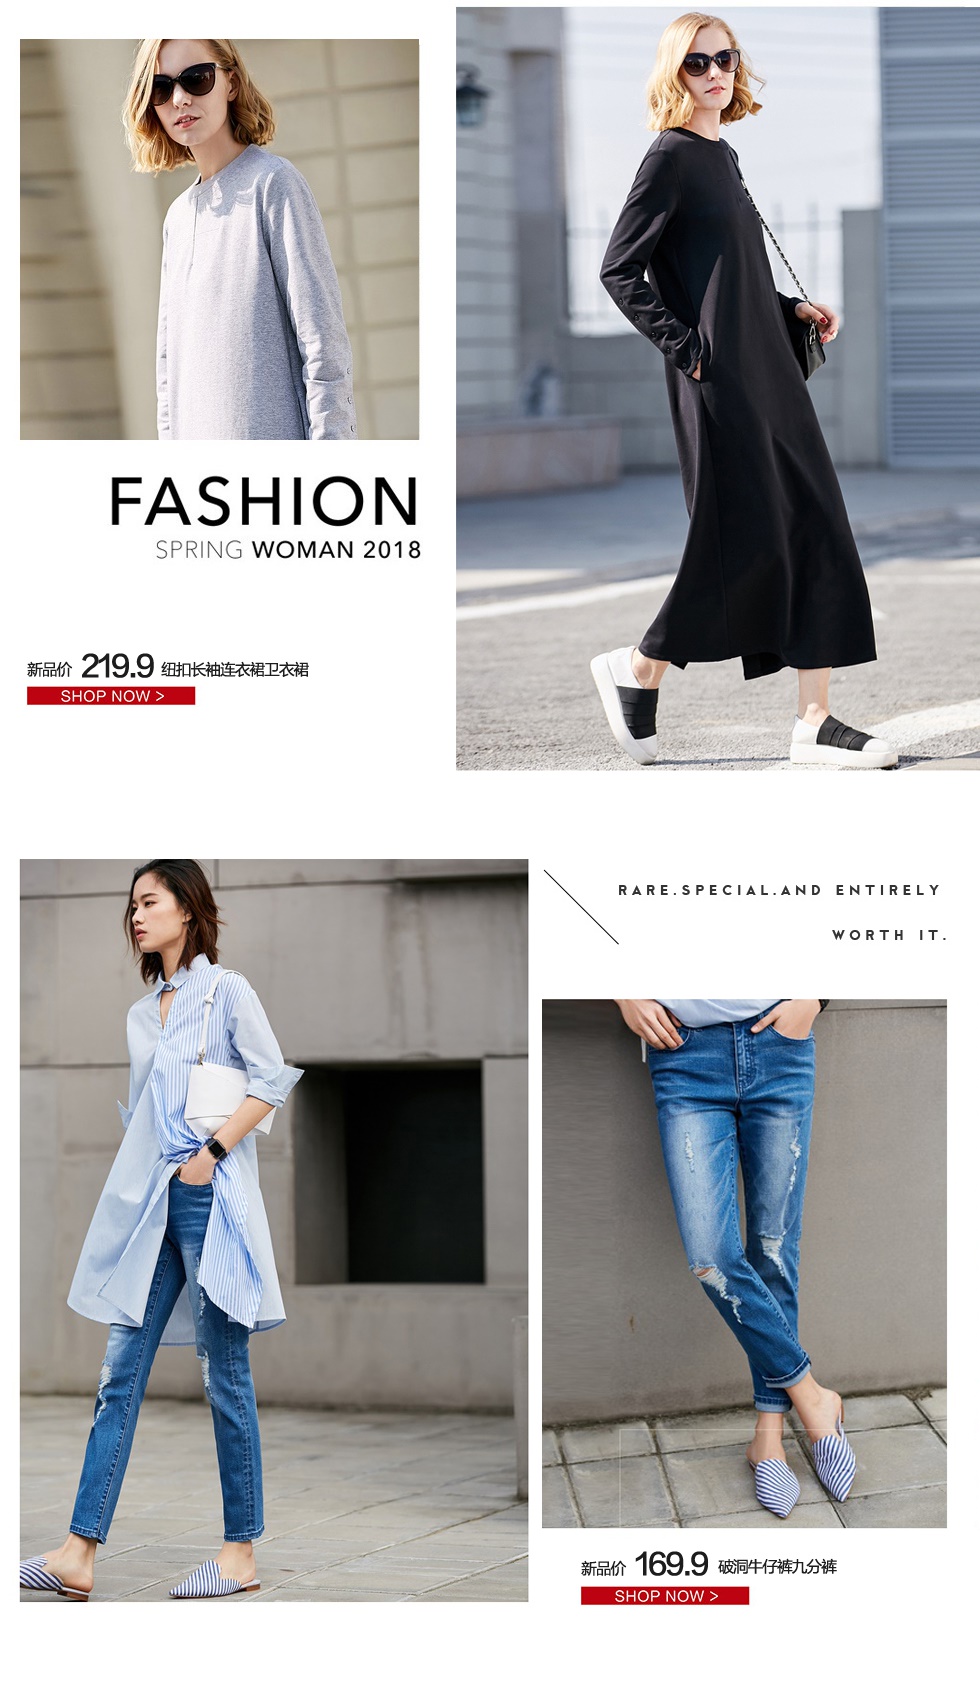 FASHION
SPRING WOMAN 2018
新品价 219.9 纽扣长袖连衣裙卫衣裙
SHOP NOW >
RARE.SPECIAL.AND ENTIRELY
WORTH IT.
新品价 169.9 破洞牛仔裤九分裤
SHOP NOW >